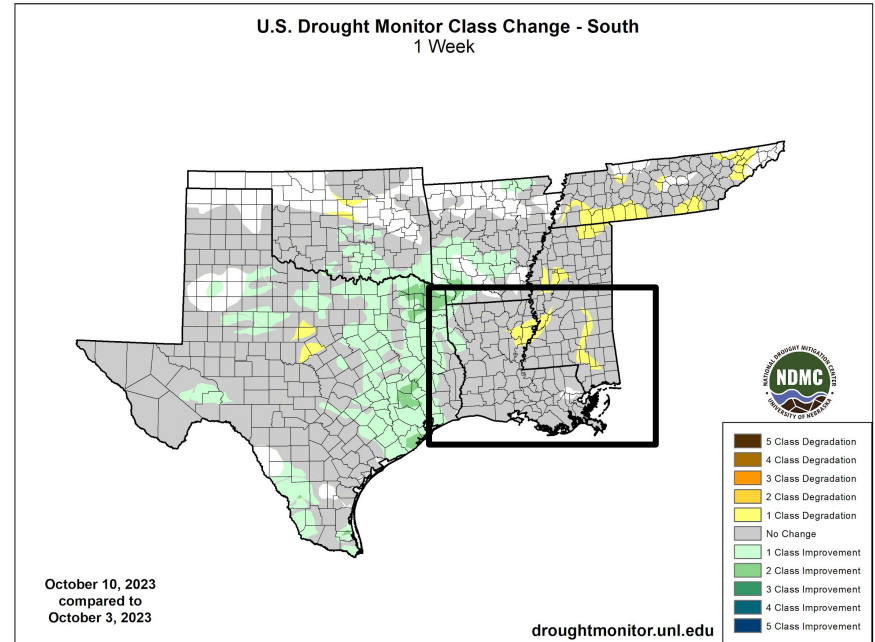 U.S. Drought Monitor Class Change - South
1 Week
NATIONAL DROUGHT MITIGATION CENTER
NDMC
UNIVERSITY OF NEBRASKA
5 Class Degradation
4 Class Degradation
3 Class Degradation
2 Class Degradation
1 Class Degradation
No Change
1 Class Improvement
2 Class Improvement
3 Class Improvement
4 Class Improvement
5 Class Improvement
October 10, 2023
compared to
October 3, 2023
droughtmonitor.unl.edu